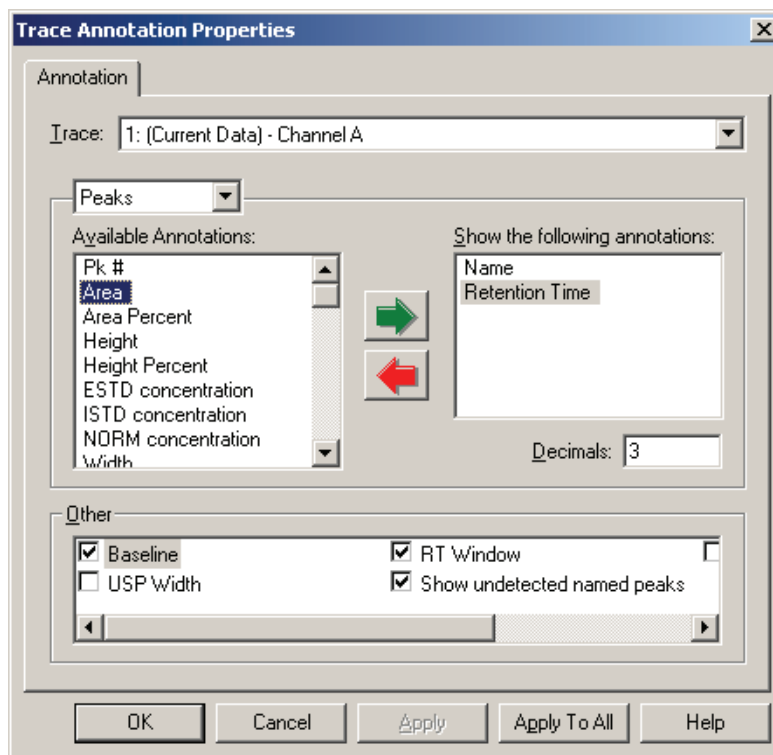 Trace Annotation Properties
Annotation
Trace: 1: (Current Data) - Channel A
Peaks
Available Annotations:
Pk #
Area
Area Percent
Height
Height Percent
ESTD concentration
ISTD concentration
NORM concentration
Width
Show the following annotations:
Name
Retention Time
Decimals: 3
Other
Baseline
RT Window
USP Width
Show undetected named peaks
OK
Cancel
Apply
Apply To All
Help